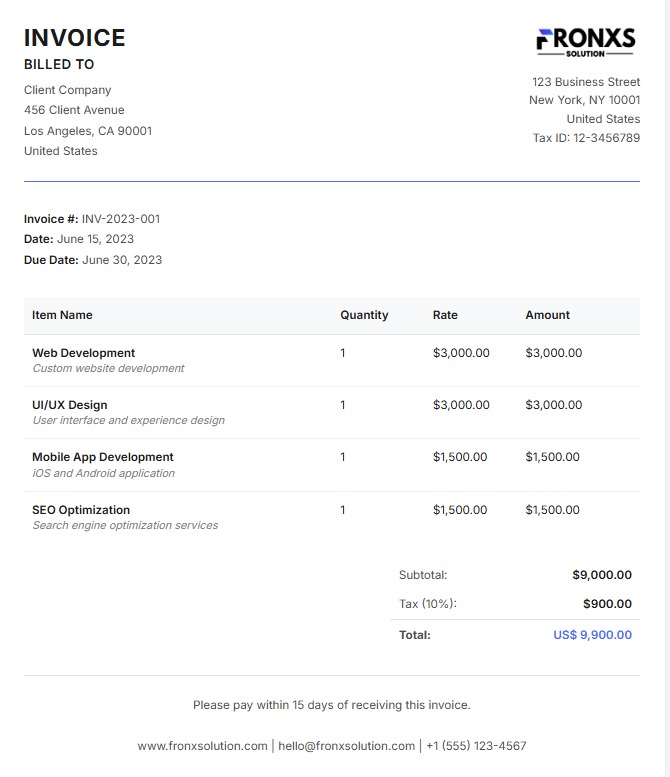 INVOICE
BILLED TO
Client Company
456 Client Avenue
Los Angeles, CA 90001
United States
FRONXS
SOLUTION
123 Business Street
New York, NY 10001
United States
Tax ID: 12-3456789
Invoice #: INV-2023-001
Date: June 15, 2023
Due Date: June 30, 2023
Item Name Quantity Rate Amount
Web Development 1 $3,000.00 $3,000.00
Custom website development
UI/UX Design 1 $3,000.00 $3,000.00
User interface and experience design
Mobile App Development 1 $1,500.00 $1,500.00
iOS and Android application
SEO Optimization 1 $1,500.00 $1,500.00
Search engine optimization services
Subtotal: $9,000.00
Tax (10%): $900.00
Total: US$ 9,900.00
Please pay within 15 days of receiving this invoice.
www.fronxsolution.com | hello@fronxsolution.com | +1 (555) 123-4567